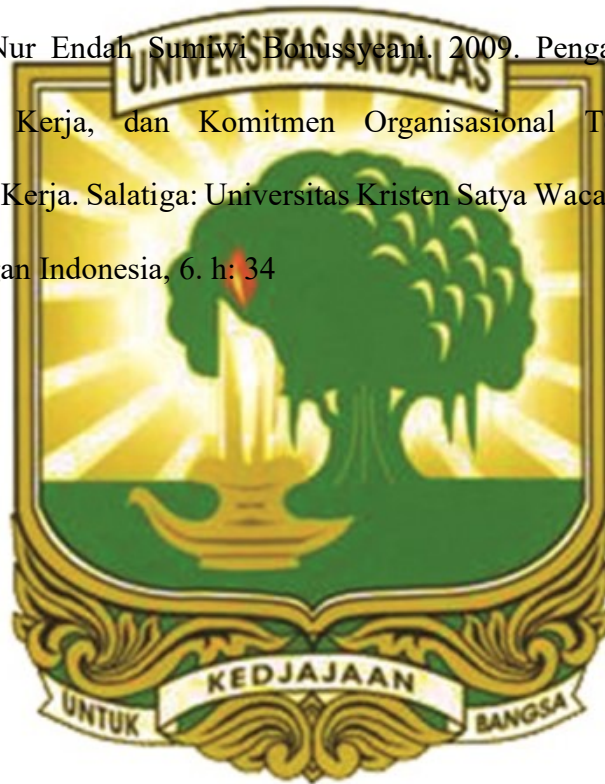 Nur Endah Sumiwi Bonussyeani. 2009. Penga
UNIVERSITAS ANDALAS
Kerja, dan Komitmen Organisasional T
Kerja. Salatiga: Universitas Kristen Satya Waca
an Indonesia, 6. h: 34
UNTUK KEDJAJAAN BANGSA